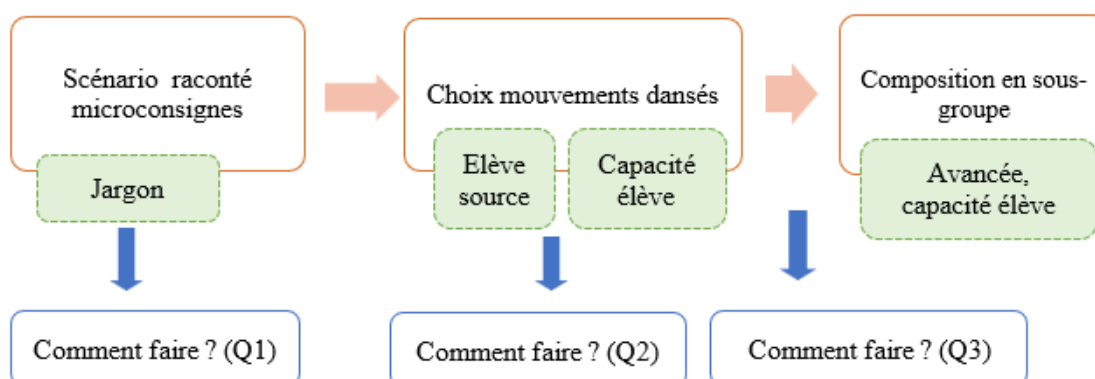 Scénario raconté
microconsignes
Jargon
Choix mouvements dansés
Elève
source
Capacité
élève
Composition en sous-
groupe
Avancée,
capacité élève
Comment faire ? (Q1)
Comment faire ? (Q2)
Comment faire ? (Q3)